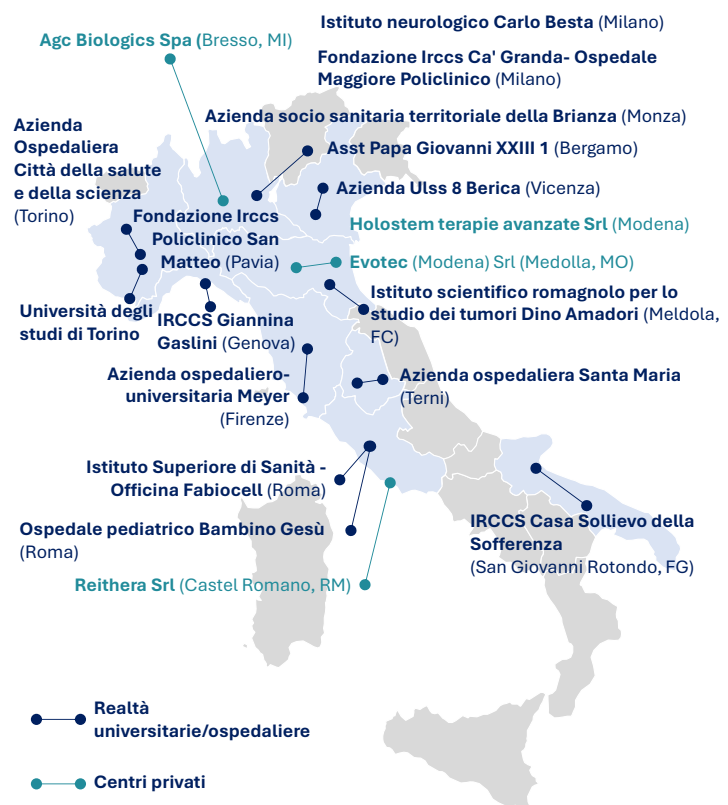 Istituto neurologico Carlo Besta (Milano)
Agc Biologics Spa (Bresso, MI)
Fondazione Irccs Ca' Granda- Ospedale
Maggiore Policlinico (Milano)
Azienda socio sanitaria territoriale della Brianza (Monza)
Azienda
Ospedaliera
Città della salute
e della scienza
(Torino)
Asst Papa Giovanni XXIII 1 (Bergamo)
Azienda Ulss 8 Berica (Vicenza)
Fondazione Irccs
Policlinico San
Matteo (Pavia)
Holostem terapie avanzate Srl (Modena)
Evotec (Modena) Srl (Medolla, MO)
Istituto scientifico romagnolo per lo
studio dei tumori Dino Amadori (Meldola,
FC)
Università degli
studi di Torino
IRCCS Giannina
Gaslini (Genova)
Azienda ospedaliero-
universitaria Meyer
(Firenze)
Azienda ospedaliera Santa Maria
(Terni)
Istituto Superiore di Sanità -
Officina Fabiocell (Roma)
Ospedale pediatrico Bambino Gesù
(Roma)
IRCCS Casa Sollievo della
Sofferenza
(San Giovanni Rotondo, FG)
Reithera Srl (Castel Romano, RM)
Realtà
universitarie/ospedaliere
Centri privati